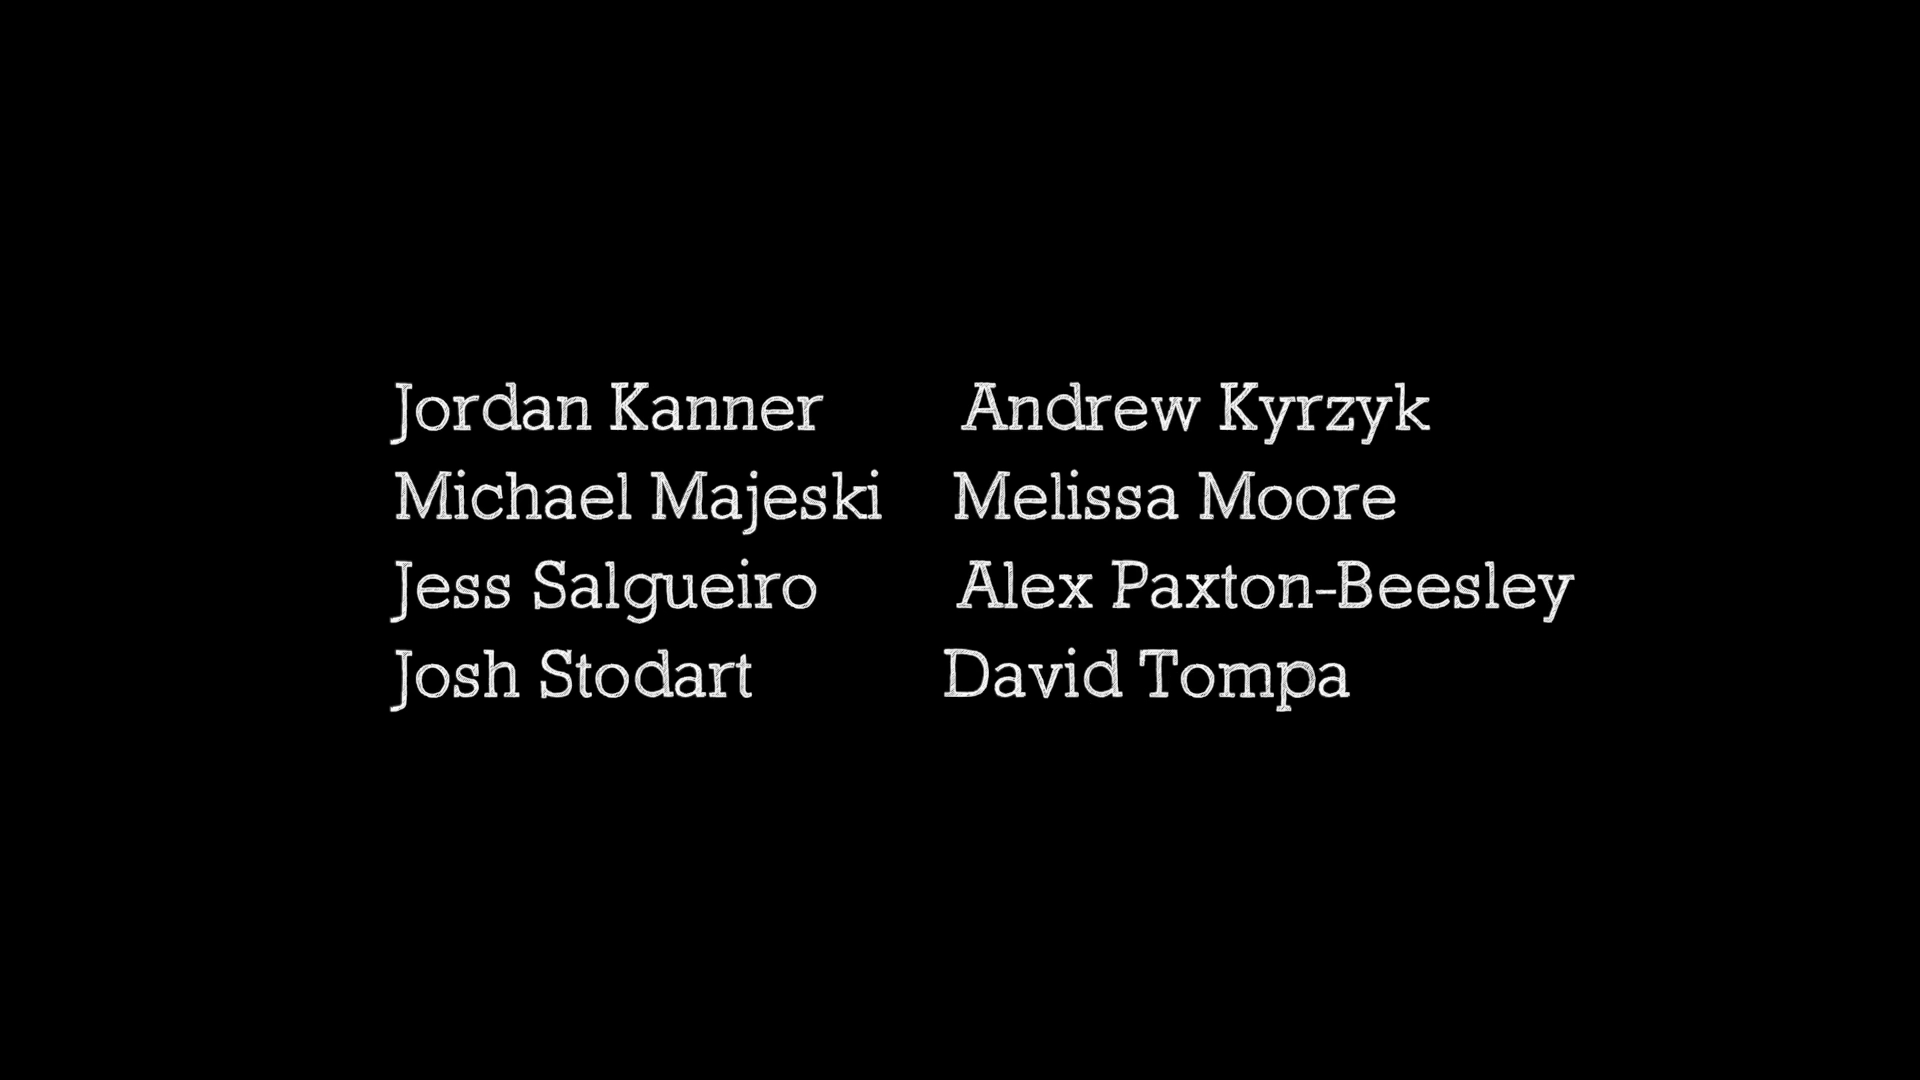 Jordan Kanner Andrew Kyrzyk
Michael Majeski Melissa Moore
Jess Salgueiro Alex Paxton-Beesley
Josh Stodart David Tompa